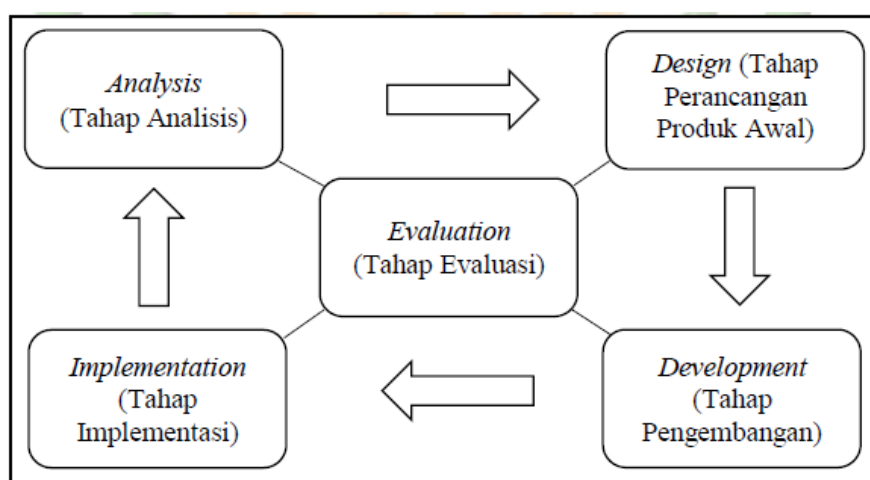 Analysis
(Tahap Analisis)
Design (Tahap
Perancangan
Produk Awal)
Evaluation
(Tahap Evaluasi)
Implementation
(Tahap
Implementasi)
Development
(Tahap
Pengembangan)